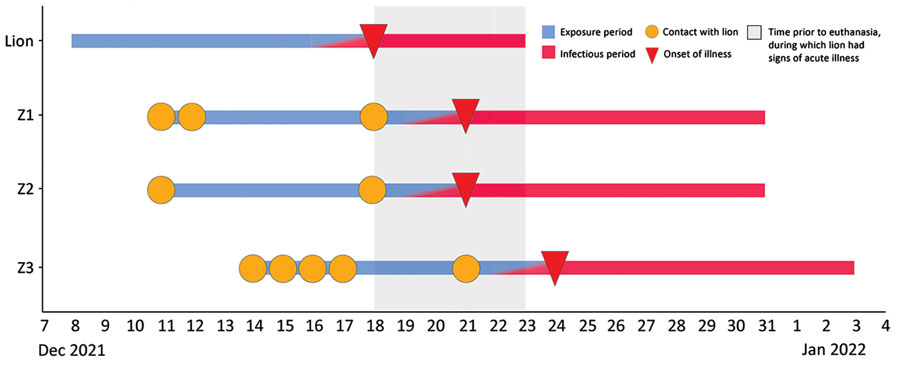 Exposure period
Infectious period
Contact with lion
Onset of illness
Time prior to euthanasia,
during which lion had
signs of acute illness
Lion
Z1
Z2
Z3
7 8 9 10 11 12 13 14 15 16 17 18 19 20 21 22 23 24 25 26 27 28 29 30 31 1 2 3 4
Dec 2021 Jan 2022